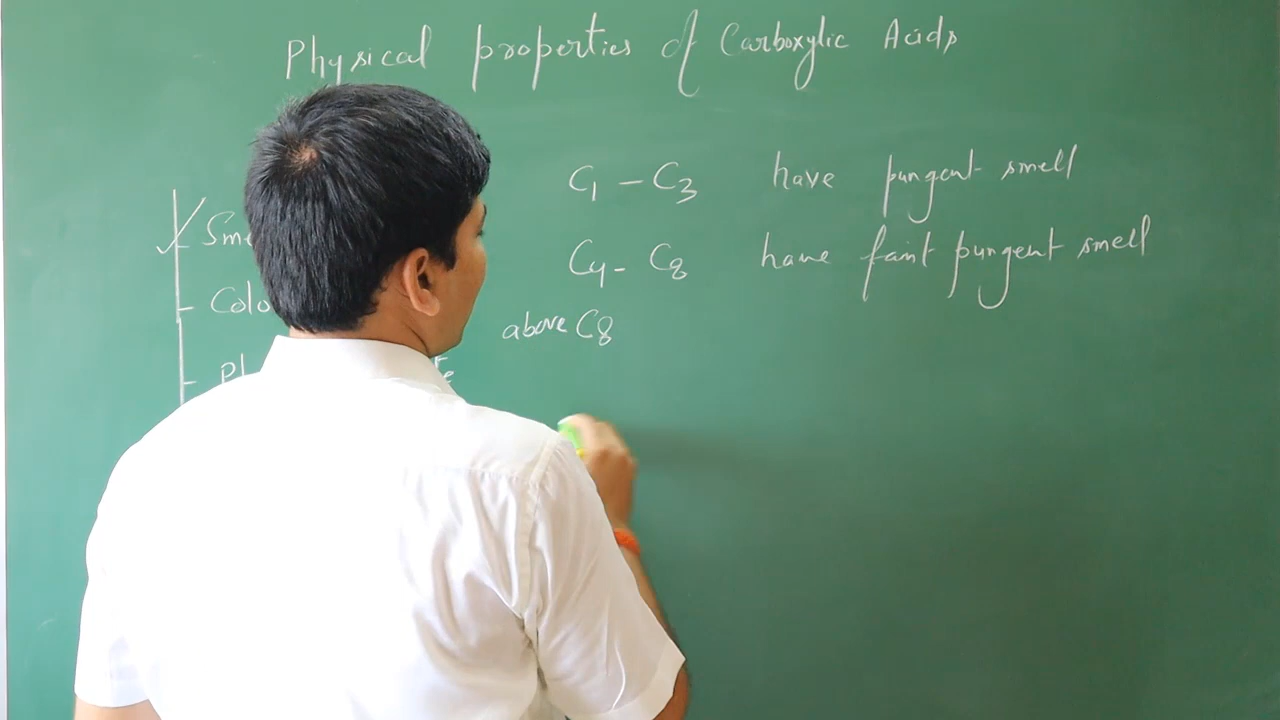 Physical properties of Carboxylic Acids
C1 - C3 have pungent smell
C4 - C8 have faint pungent smell
above C8